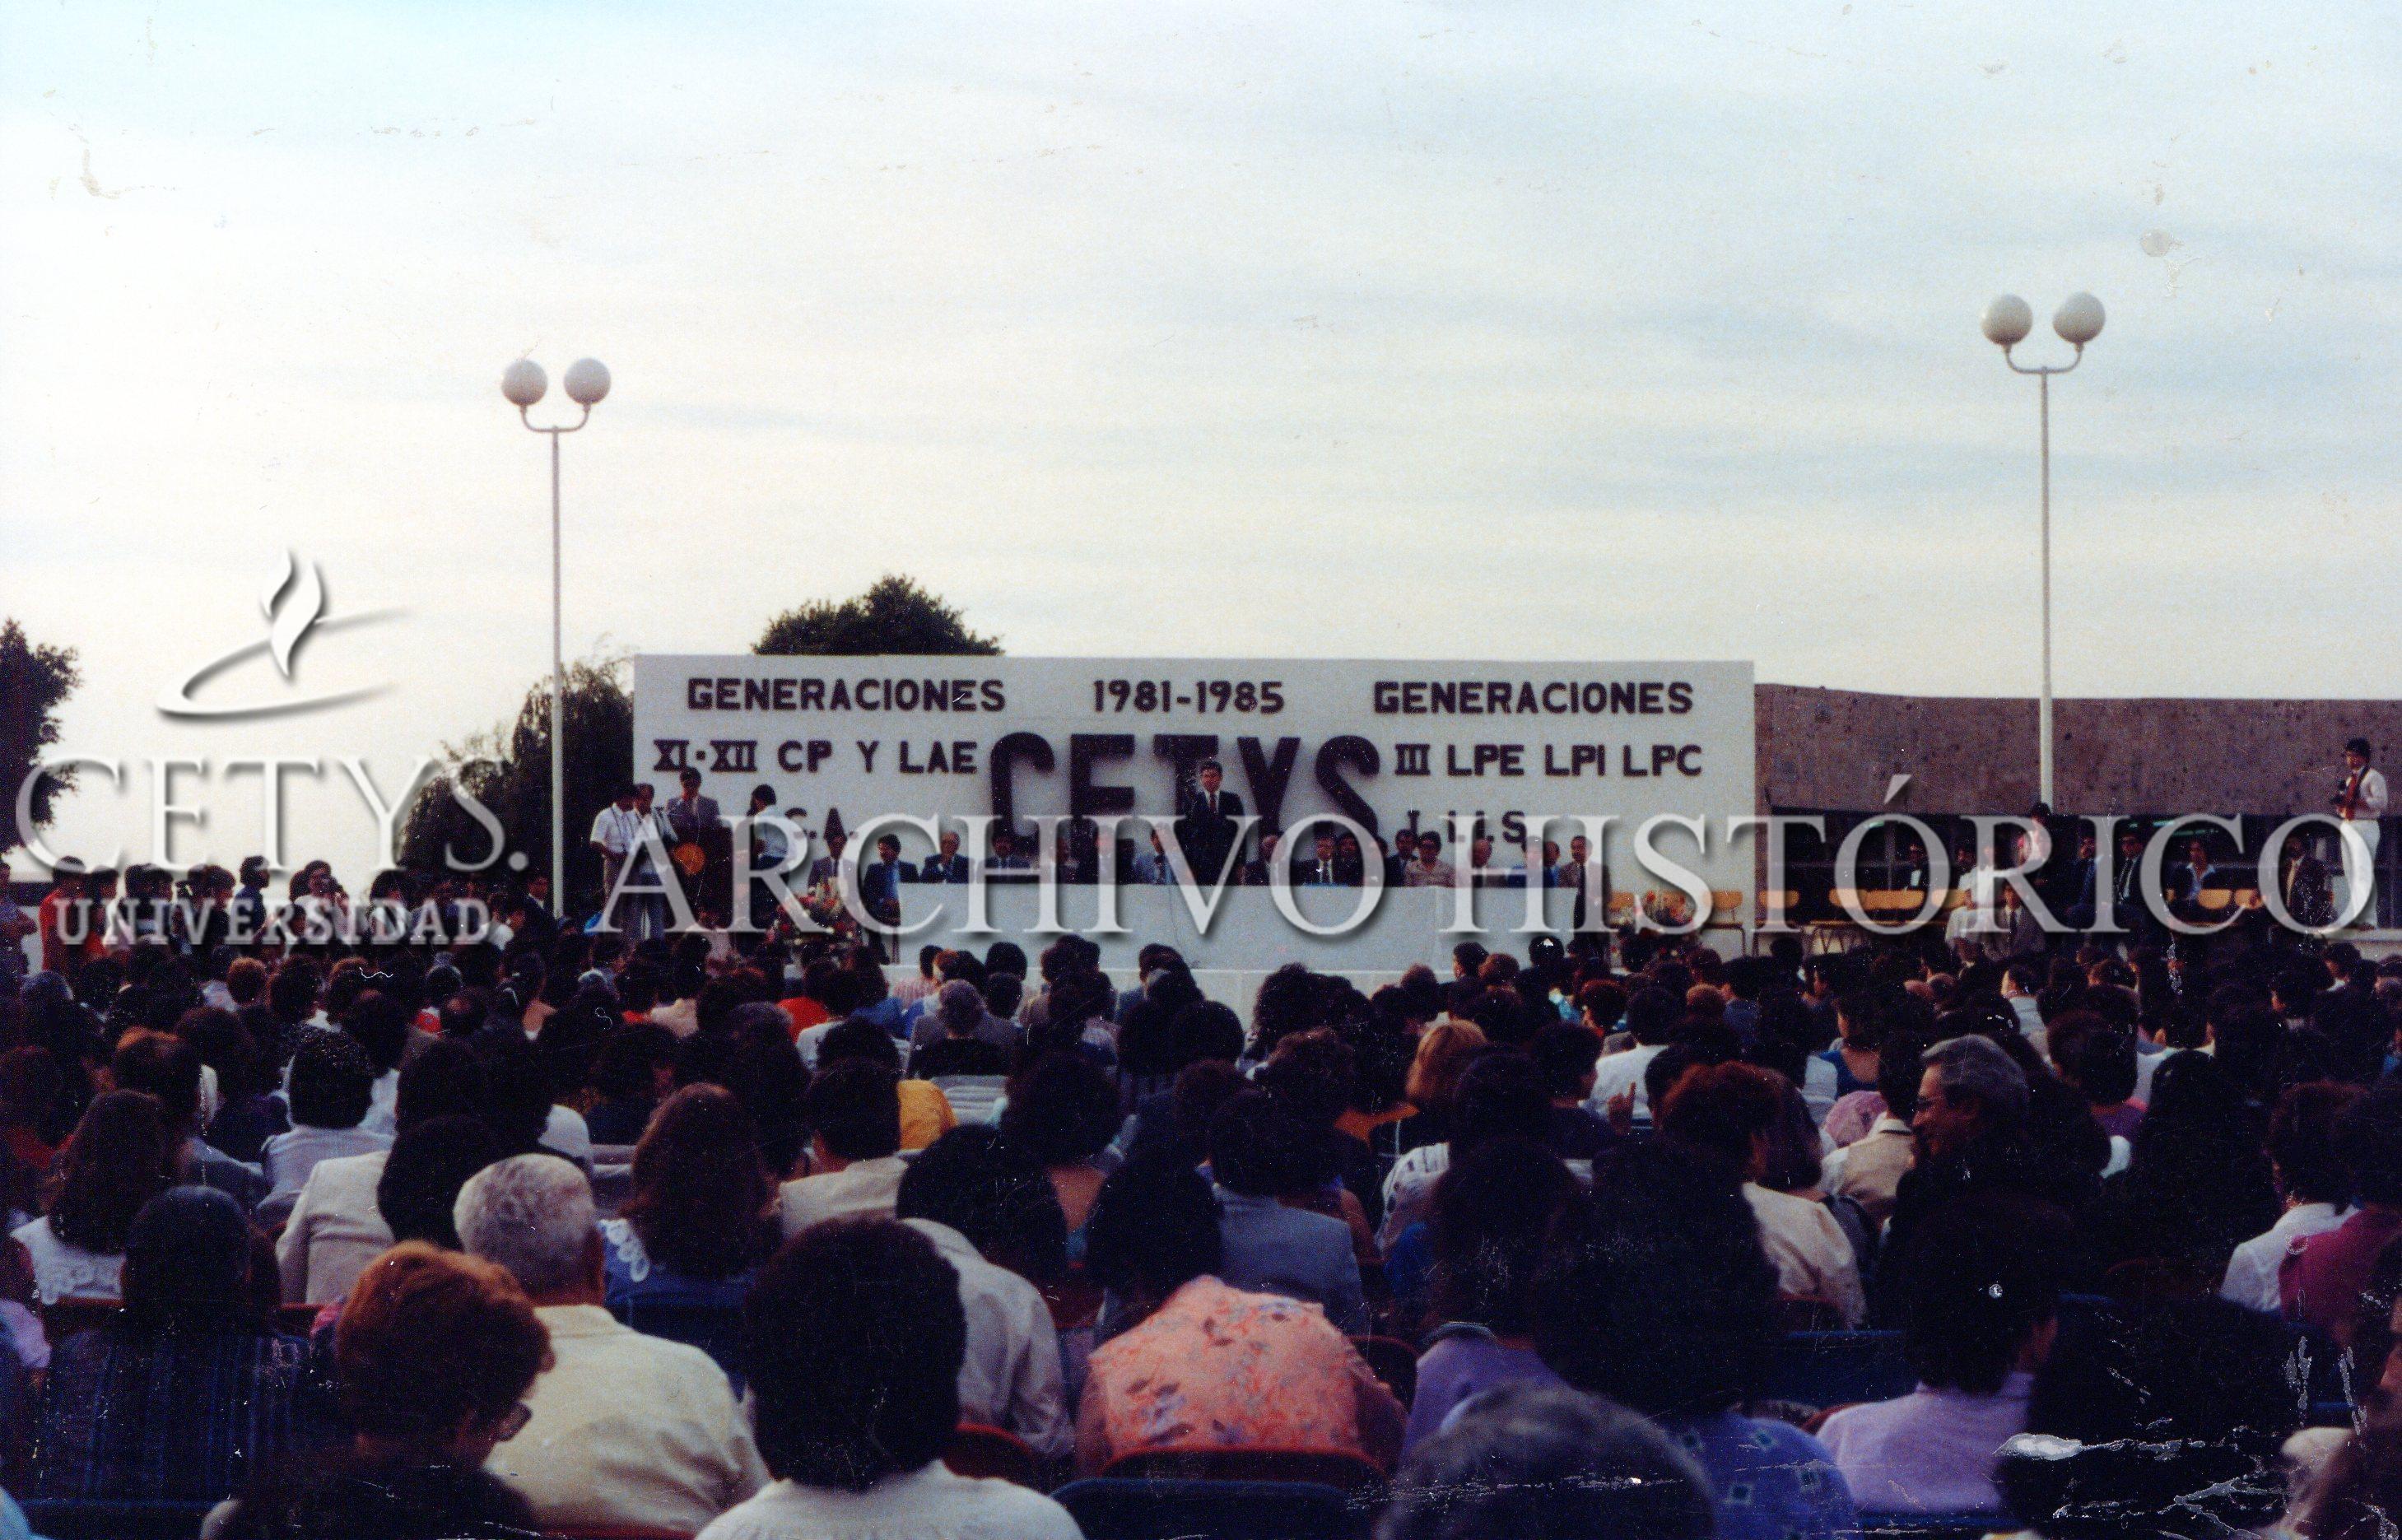 GENERACIONES 1981-1985 GENERACIONES
XI-XII CP Y LAE CETYS III LPE LPI LPC
C.A.
CETYS
UNIVERSIDAD
ARCHIVO HISTÓRICO